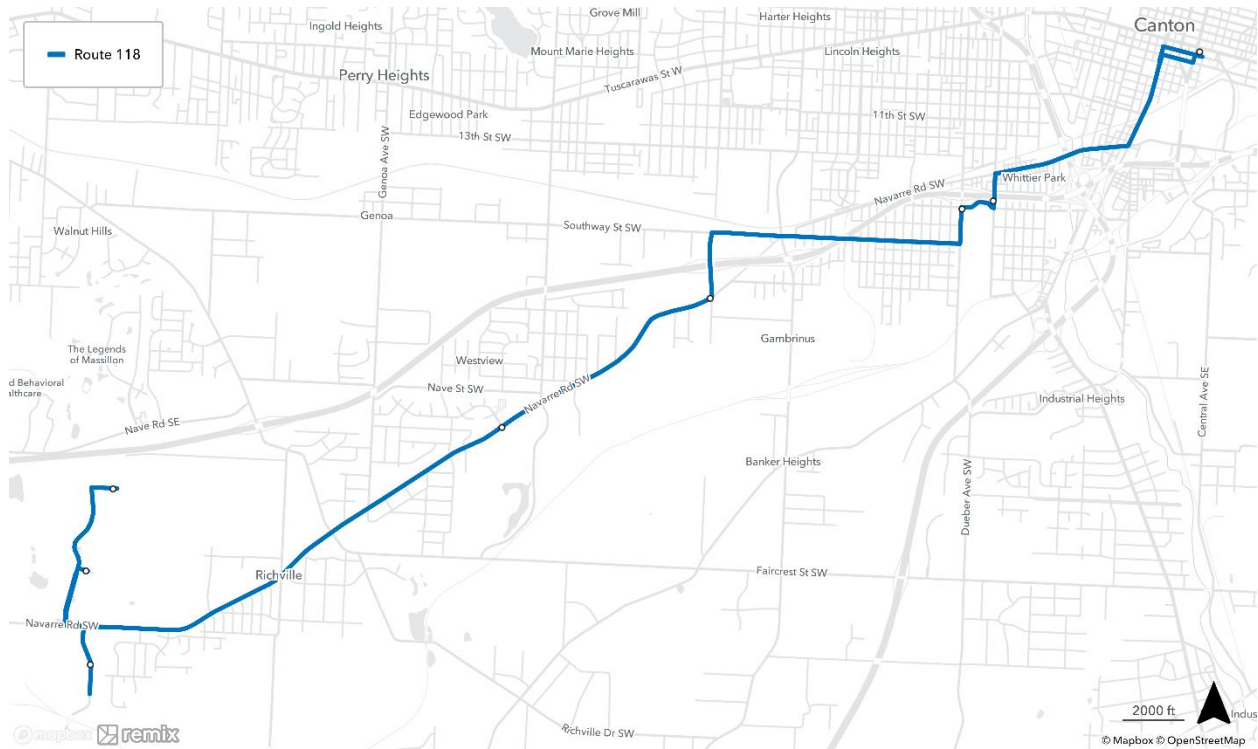 Route 118
Canton
Grove Mill
Harter Heights
Ingold Heights
Mount Marie Heights
Lincoln Heights
Perry Heights
Tuscarawas St W
Edgewood Park
11th St SW
13th St SW
Genoa Ave SW
Whittier Park
Navarre Rd SW
Genoa
Southway St SW
Walnut Hills
The Legends
of Massillon
Gambrinus
Westview
d Behavioral
althcare
Nave St SW
Navarre Rd SW
Industrial Heights
Central Ave SE
Nave Rd SE
Banker Heights
Dueber Ave SW
Richville
Faircrest St SW
Navarre Rd SW
2000 ft
Indus
Richville Dr SW
mapbox remix
© Mapbox © OpenStreetMap